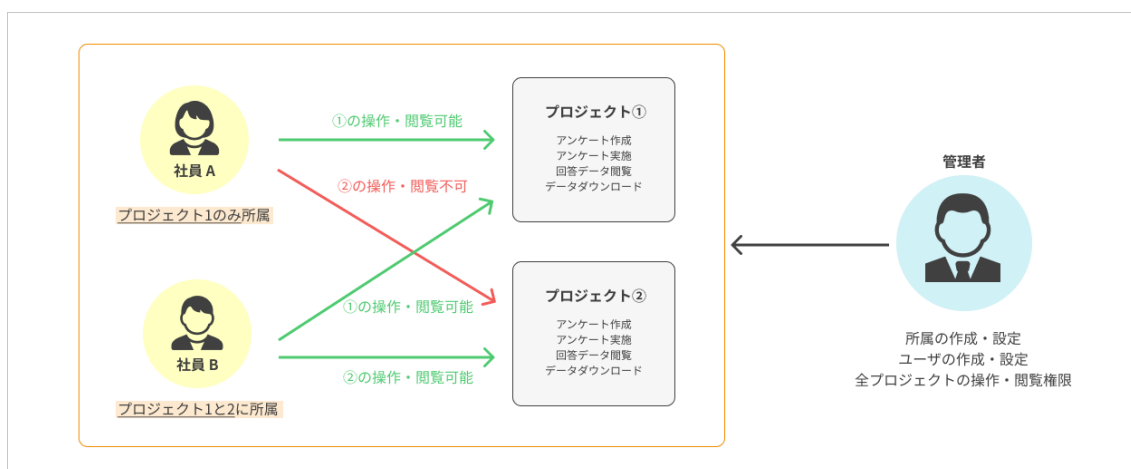 社員 A
プロジェクト1のみ所属
社員 B
プロジェクト1と2に所属
①の操作・閲覧可能
②の操作・閲覧不可
①の操作・閲覧可能
②の操作・閲覧可能
プロジェクト①
アンケート作成
アンケート実施
回答データ閲覧
データダウンロード
プロジェクト②
アンケート作成
アンケート実施
回答データ閲覧
データダウンロード
管理者
所属の作成・設定
ユーザの作成・設定
全プロジェクトの操作・閲覧権限